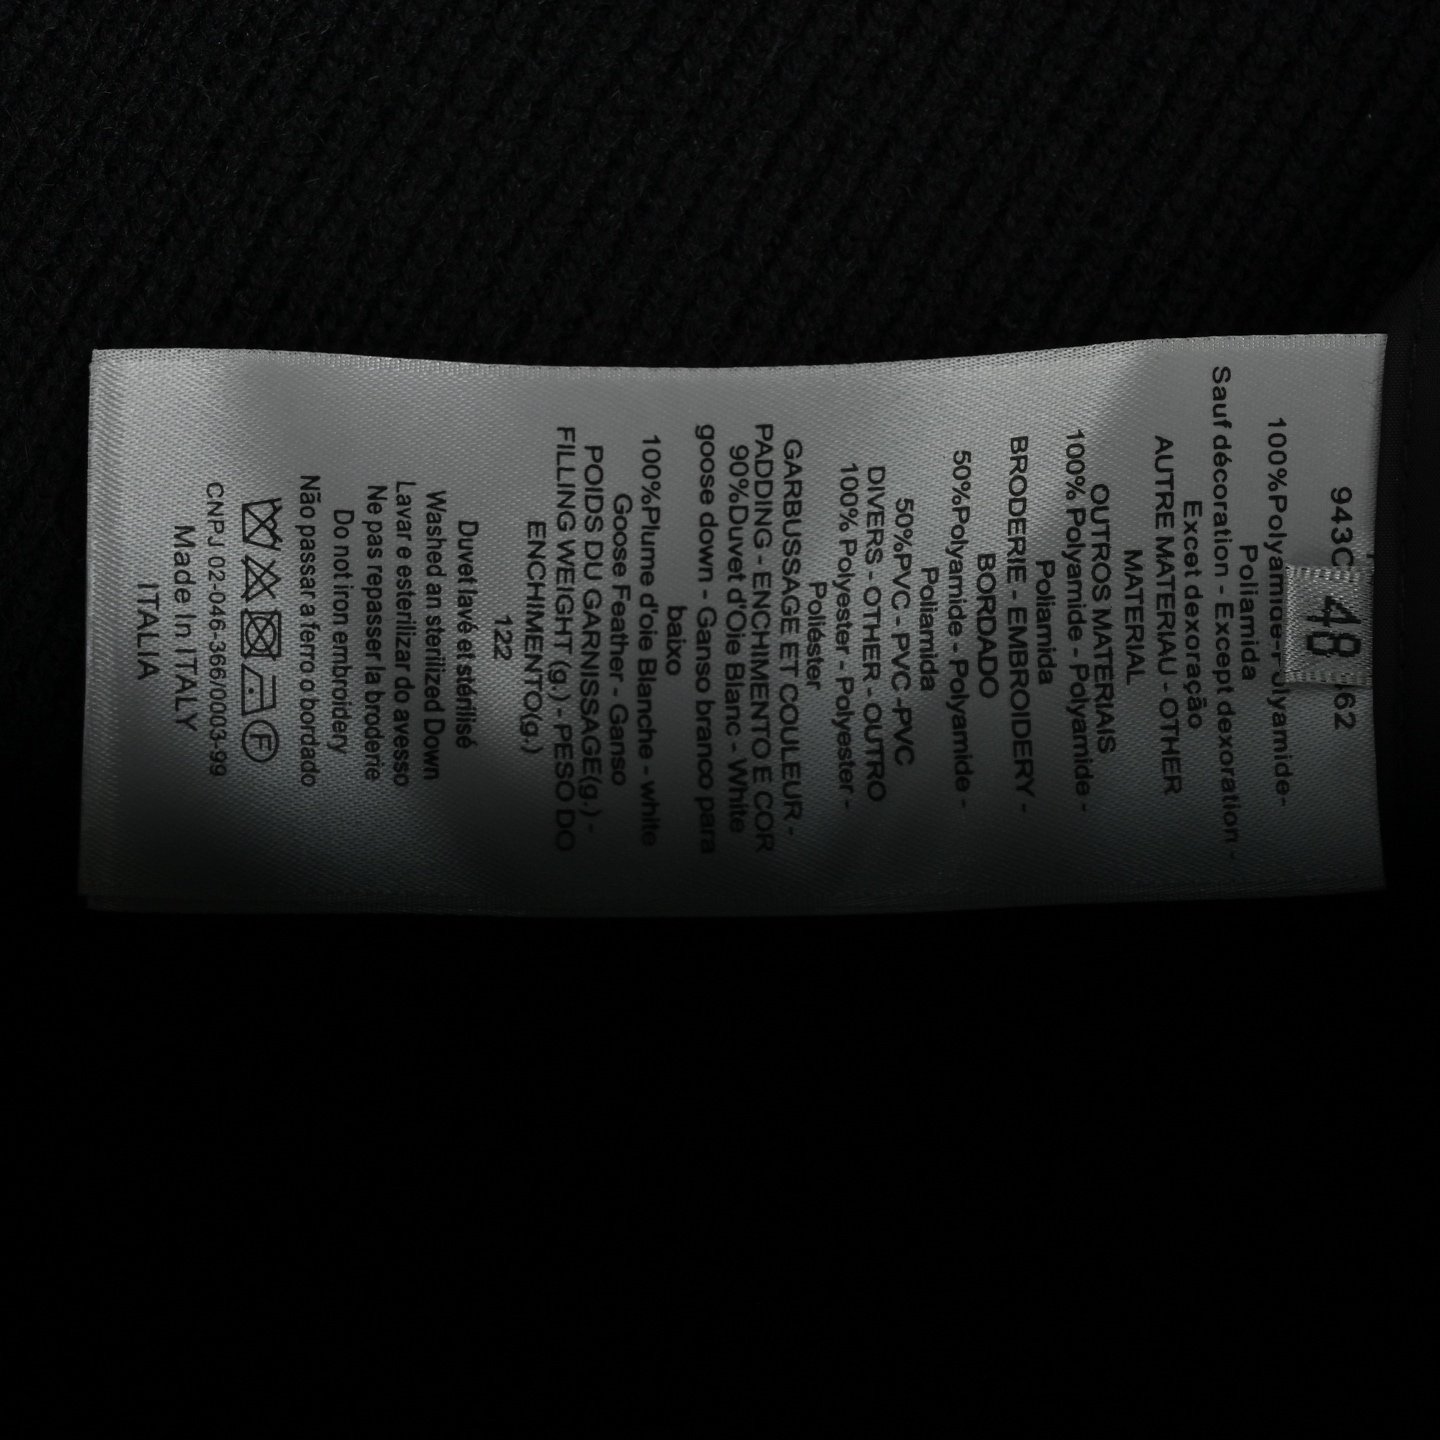 943C
48
462
100%Polyamide-Polyamide-
Poliamida
Sauf décoration - Except dexoration -
Excet dexoração
AUTRE MATERIAU - OTHER
MATERIAL
OUTROS MATERIAIS
100% Polyamide - Polyamide -
Poliamida
BRODERIE - EMBROIDERY -
BORDADO
50%Polyamide - Polyamide -
Poliamida
50%PVC - PVC -PVC
DIVERS - OTHER - OUTRO
100% Polyester - Polyester -
Poliéster
GARBUSSAGE ET COULEUR -
PADDING - ENCHIMENTO E COR
90%Duvet d'Oie Blanc - White
goose down - Ganso branco para
baixo
100%Plume d'oie Blanche - white
Goose Feather - Ganso
POIDS DU GARNISSAGE(g.) -
FILLING WEIGHT (g.) - PESO DO
ENCHIMENTO(g.)
122
Duvet lavé et stérilisé
Washed an sterilized Down
Lavar e esterilizar do avesso
Ne pas repasser la broderie
Do not iron embroidery
Não passar a ferro o bordado
F
CNPJ 02-046-366/0003-99
Made In ITALY
ITALIA